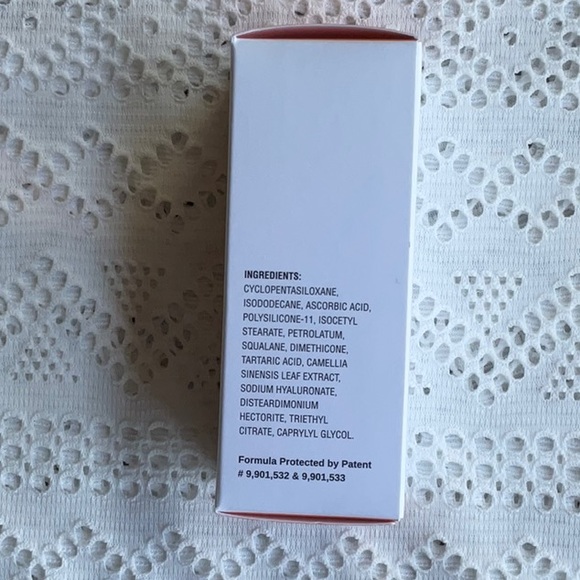 INGREDIENTS:
CYCLOPENTASILOXANE,
ISODODECANE, ASCORBIC ACID,
POLYSILICONE-11, ISOCETYL
STEARATE, PETROLATUM,
SQUALANE, DIMETHICONE,
TARTARIC ACID, CAMELLIA
SINENSIS LEAF EXTRACT,
SODIUM HYALURONATE,
DISTEARDIMONIUM
HECTORITE, TRIETHYL
CITRATE, CAPRYLYL GLYCOL.
Formula Protected by Patent
# 9,901,532 & 9,901,533